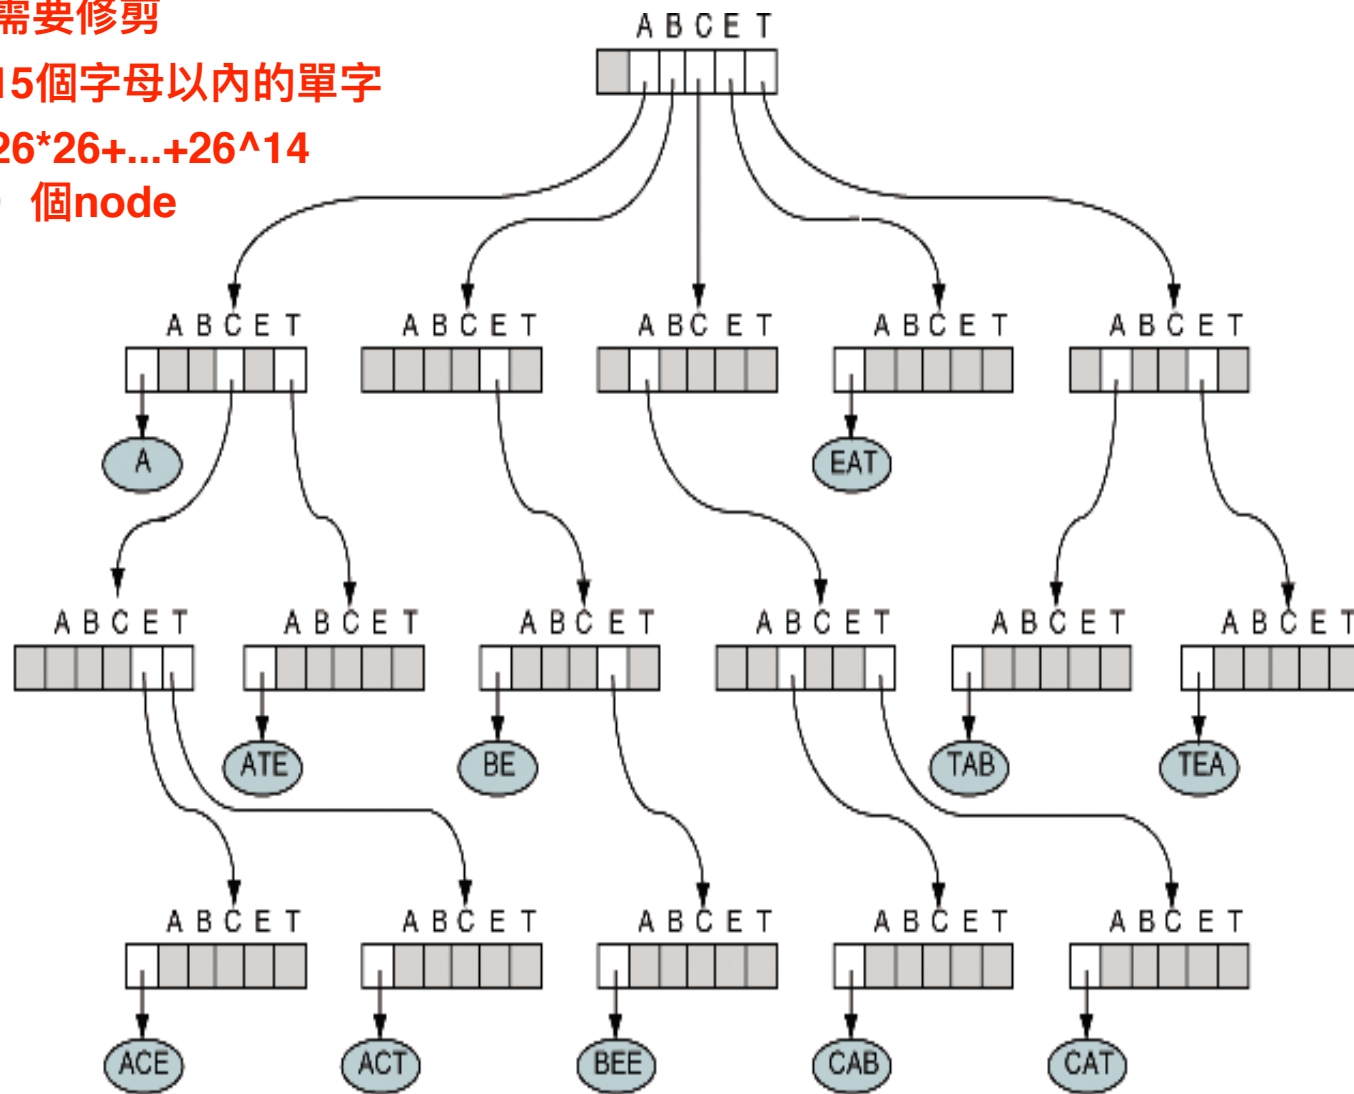 需要修剪
15個字母以內的單字
26*26+...+26^14
個node
A B C E T
A B C E T A B C E T A B C E T A B C E T A B C E T
A EAT
A B C E T A B C E T A B C E T A B C E T A B C E T A B C E T
ATE BE TAB TEA
A B C E T A B C E T A B C E T A B C E T A B C E T
ACE ACT BEE CAB CAT